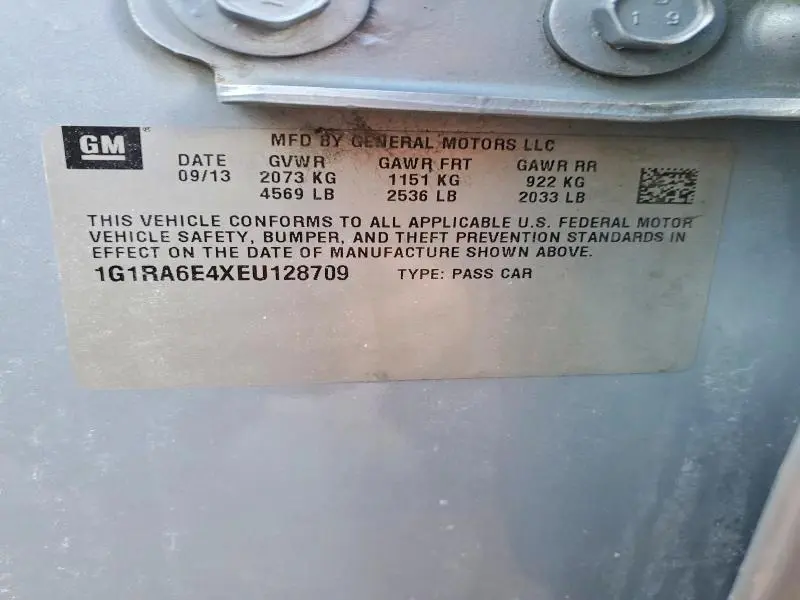 GM
MFD BY GENERAL MOTORS LLC
DATE GVWR GAWR FRT GAWR RR
09/13 2073 KG 1151 KG 922 KG
4569 LB 2536 LB 2033 LB
THIS VEHICLE CONFORMS TO ALL APPLICABLE U.S. FEDERAL MOTOR
VEHICLE SAFETY, BUMPER, AND THEFT PREVENTION STANDARDS IN
EFFECT ON THE DATE OF MANUFACTURE SHOWN ABOVE.
1G1RA6E4XEU128709 TYPE: PASS CAR